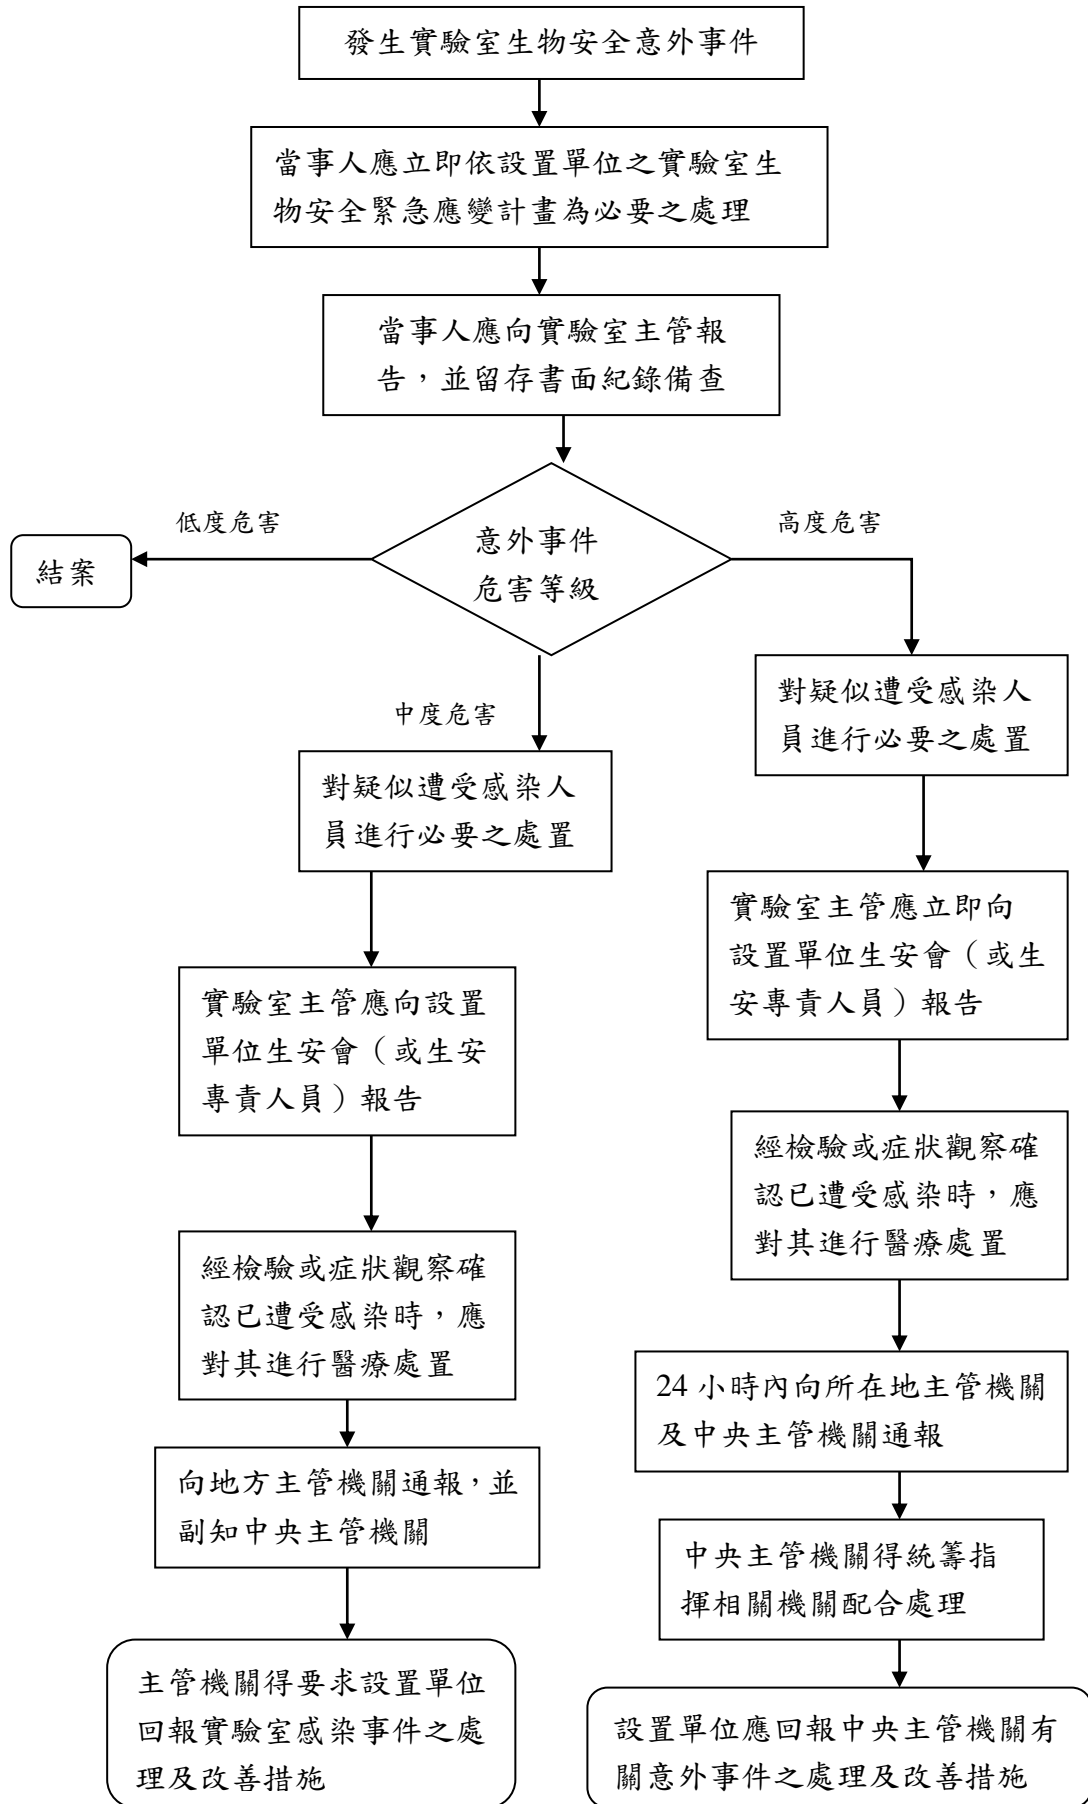 發生實驗室生物安全意外事件
當事人應立即依設置單位之實驗室生
物安全緊急應變計畫為必要之處理
當事人應向實驗室主管報
告，並留存書面紀錄備查
意外事件
危害等級
低度危害
結案
中度危害
對疑似遭受感染人
員進行必要之處置
實驗室主管應向設置
單位生安會（或生安
專責人員）報告
經檢驗或症狀觀察確
認已遭受感染時，應
對其進行醫療處置
向地方主管機關通報，並
副知中央主管機關
主管機關得要求設置單位
回報實驗室感染事件之處
理及改善措施
高度危害
對疑似遭受感染人
員進行必要之處置
實驗室主管應立即向
設置單位生安會（或生
安專責人員）報告
經檢驗或症狀觀察確
認已遭受感染時，應
對其進行醫療處置
24 小時內向所在地主管機關
及中央主管機關通報
中央主管機關得統籌指
揮相關機關配合處理
設置單位應回報中央主管機關有
關意外事件之處理及改善措施